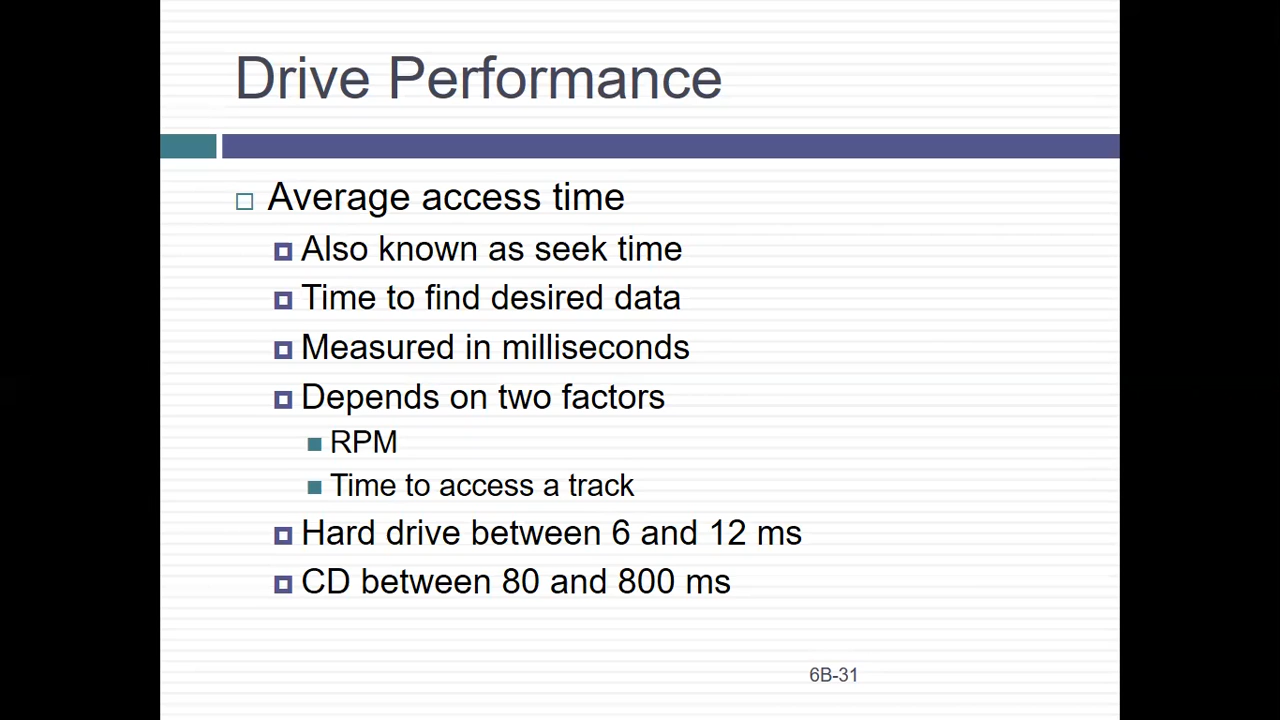 Drive Performance
Average access time
Also known as seek time
Time to find desired data
Measured in milliseconds
Depends on two factors
RPM
Time to access a track
Hard drive between 6 and 12 ms
CD between 80 and 800 ms
6B-31